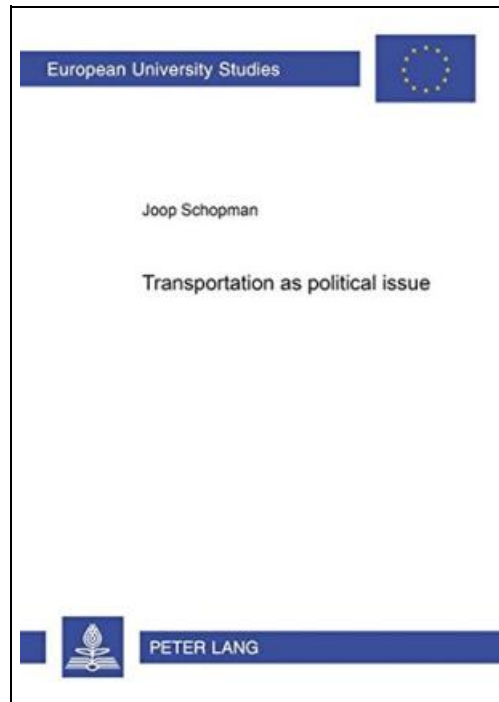 European University Studies
Joop Schopman
Transportation as political issue
PETER LANG